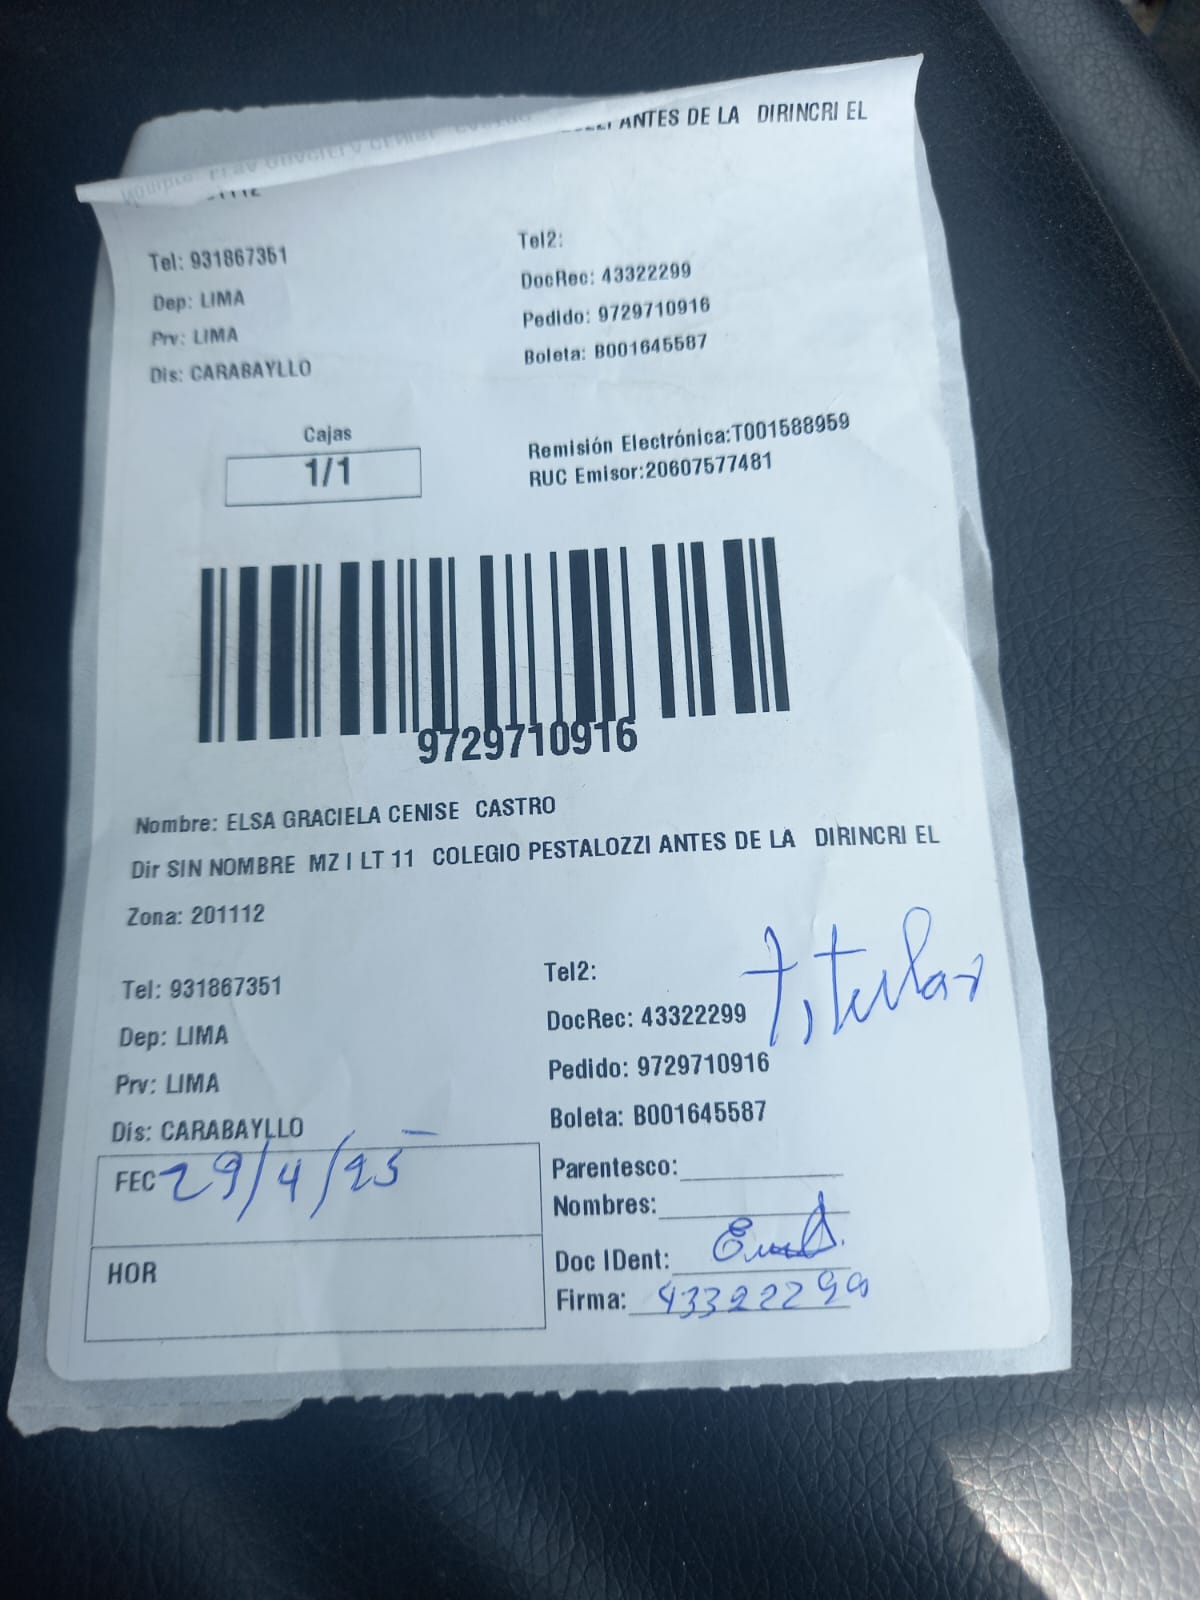 ANTES DE LA DIRINCRI EL
Tel: 931867351
Tel2:
Dep: LIMA
DocRec: 43322299
Prv: LIMA
Pedido: 9729710916
Dis: CARABAYLLO
Boleta: B001645587
Cajas
1/1
Remisión Electrónica:T001588959
RUC Emisor:20607577481
9729710916
Nombre: ELSA GRACIELA CENISE CASTRO
Dir SIN NOMBRE MZ I LT 11 COLEGIO PESTALOZZI ANTES DE LA DIRINCRI EL
Zona: 201112
Tel: 931867351
Tel2:
Dep: LIMA
DocRec: 43322299
titular
Prv: LIMA
Pedido: 9729710916
Dis: CARABAYLLO
Boleta: B001645587
FEC 29/4/25
Parentesco:
Nombres:
HOR
Doc IDent:
Firma: 43322299